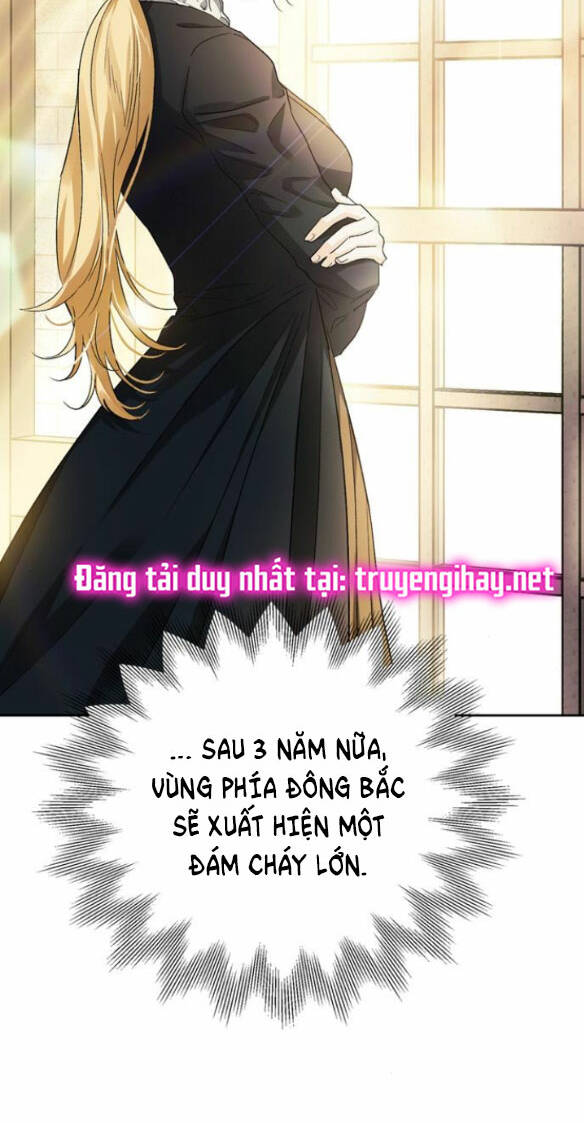 Đăng tải duy nhất tại: truyengihay.net
... SAU 3 NĂM NỮA,
VÙNG PHÍA ĐÔNG BẮC
SẼ XUẤT HIỆN MỘT
ĐÁM CHÁY LỚN.